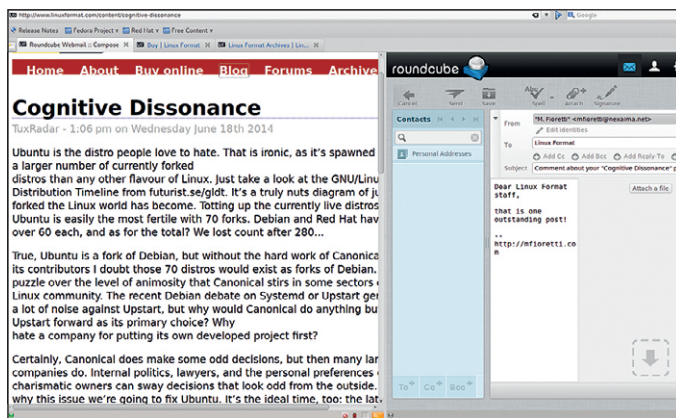 http://www.linuxformat.com/content/cognitive-dissonance
Google
Release Notes Fedora Project Red Hat Free Content
Roundcube Webmail :: Compose Buy | Linux Format Linux Format Archives | Lin...
Home About Buy online Blog Forums Archive
Cognitive Dissonance
TuxRadar - 1:06 pm on Wednesday June 18th 2014
Ubuntu is the distro people love to hate. That is ironic, as it's spawned
a larger number of currently forked
distros than any other flavour of Linux. Just take a look at the GNU/Linu
Distribution Timeline from futurist.se/gldt. It's a truly nuts diagram of ju
forked the Linux world has become. Totting up the currently live distros
Ubuntu is easily the most fertile with 70 forks. Debian and Red Hat hav
over 60 each, and as for the total? We lost count after 280...
True, Ubuntu is a fork of Debian, but without the hard work of Canonica
its contributors I doubt those 70 distros would exist as forks of Debian.
puzzle over the level of animosity that Canonical stirs in some sectors
Linux community. The recent Debian debate on Systemd or Upstart ger
a lot of noise against Upstart, but why would Canonical do anything but
Upstart forward as its primary choice? Why
hate a company for putting its own developed project first?
Certainly, Canonical does make some odd decisions, but then many lar
companies do. Internal politics, lawyers, and the personal preferences
charismatic owners can sway decisions that look odd from the outside.
why this issue we're going to fix Ubuntu. It's the ideal time, too: the lat
roundcube
Cancel Send Save Spell Attach Signature
Contacts
Personal Addresses
To+ Cc+ Bcc+
From "M. Fioretti" <mfioretti@nexaima.net>
Edit identities
To Linux Format
Add Cc Add Bcc Add Reply-To
Subject Comment about your "Cognitive Dissonance" p
Dear Linux Format
staff,
that is one
outstanding post!
--
http://mfioretti.co
m
Attach a file